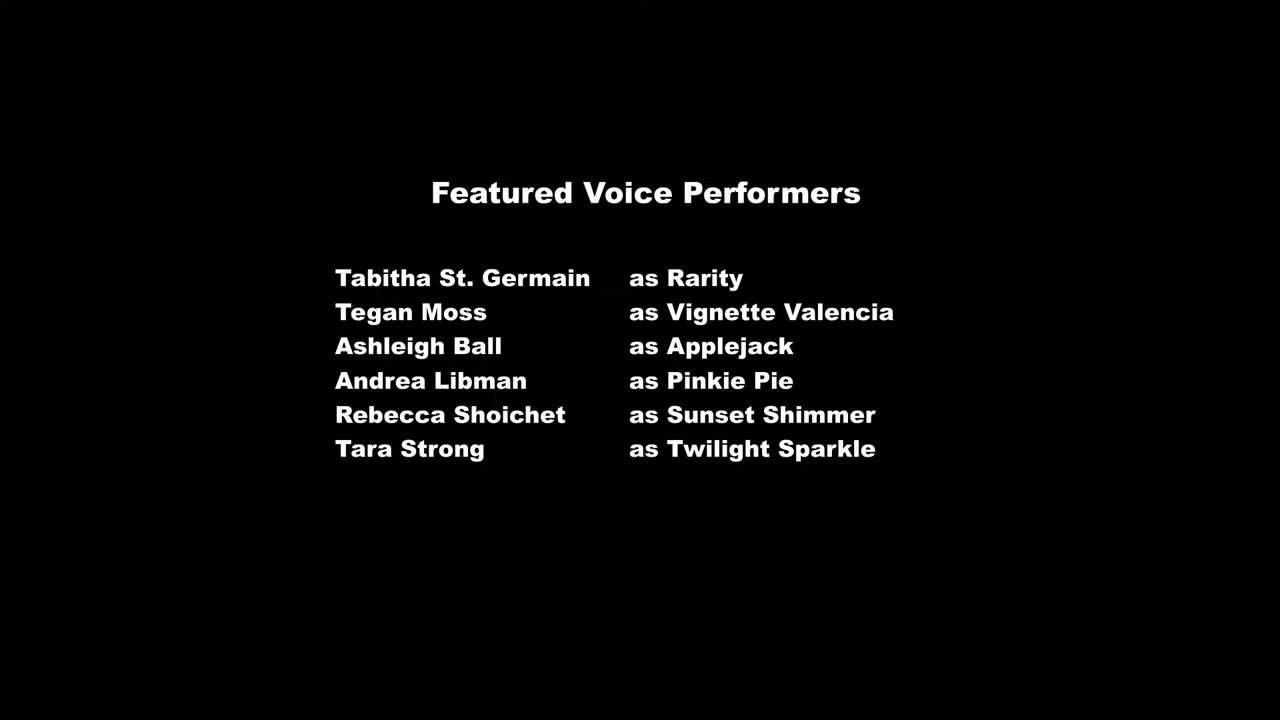 Featured Voice Performers
Tabitha St. Germain as Rarity
Tegan Moss as Vignette Valencia
Ashleigh Ball as Applejack
Andrea Libman as Pinkie Pie
Rebecca Shoichet as Sunset Shimmer
Tara Strong as Twilight Sparkle